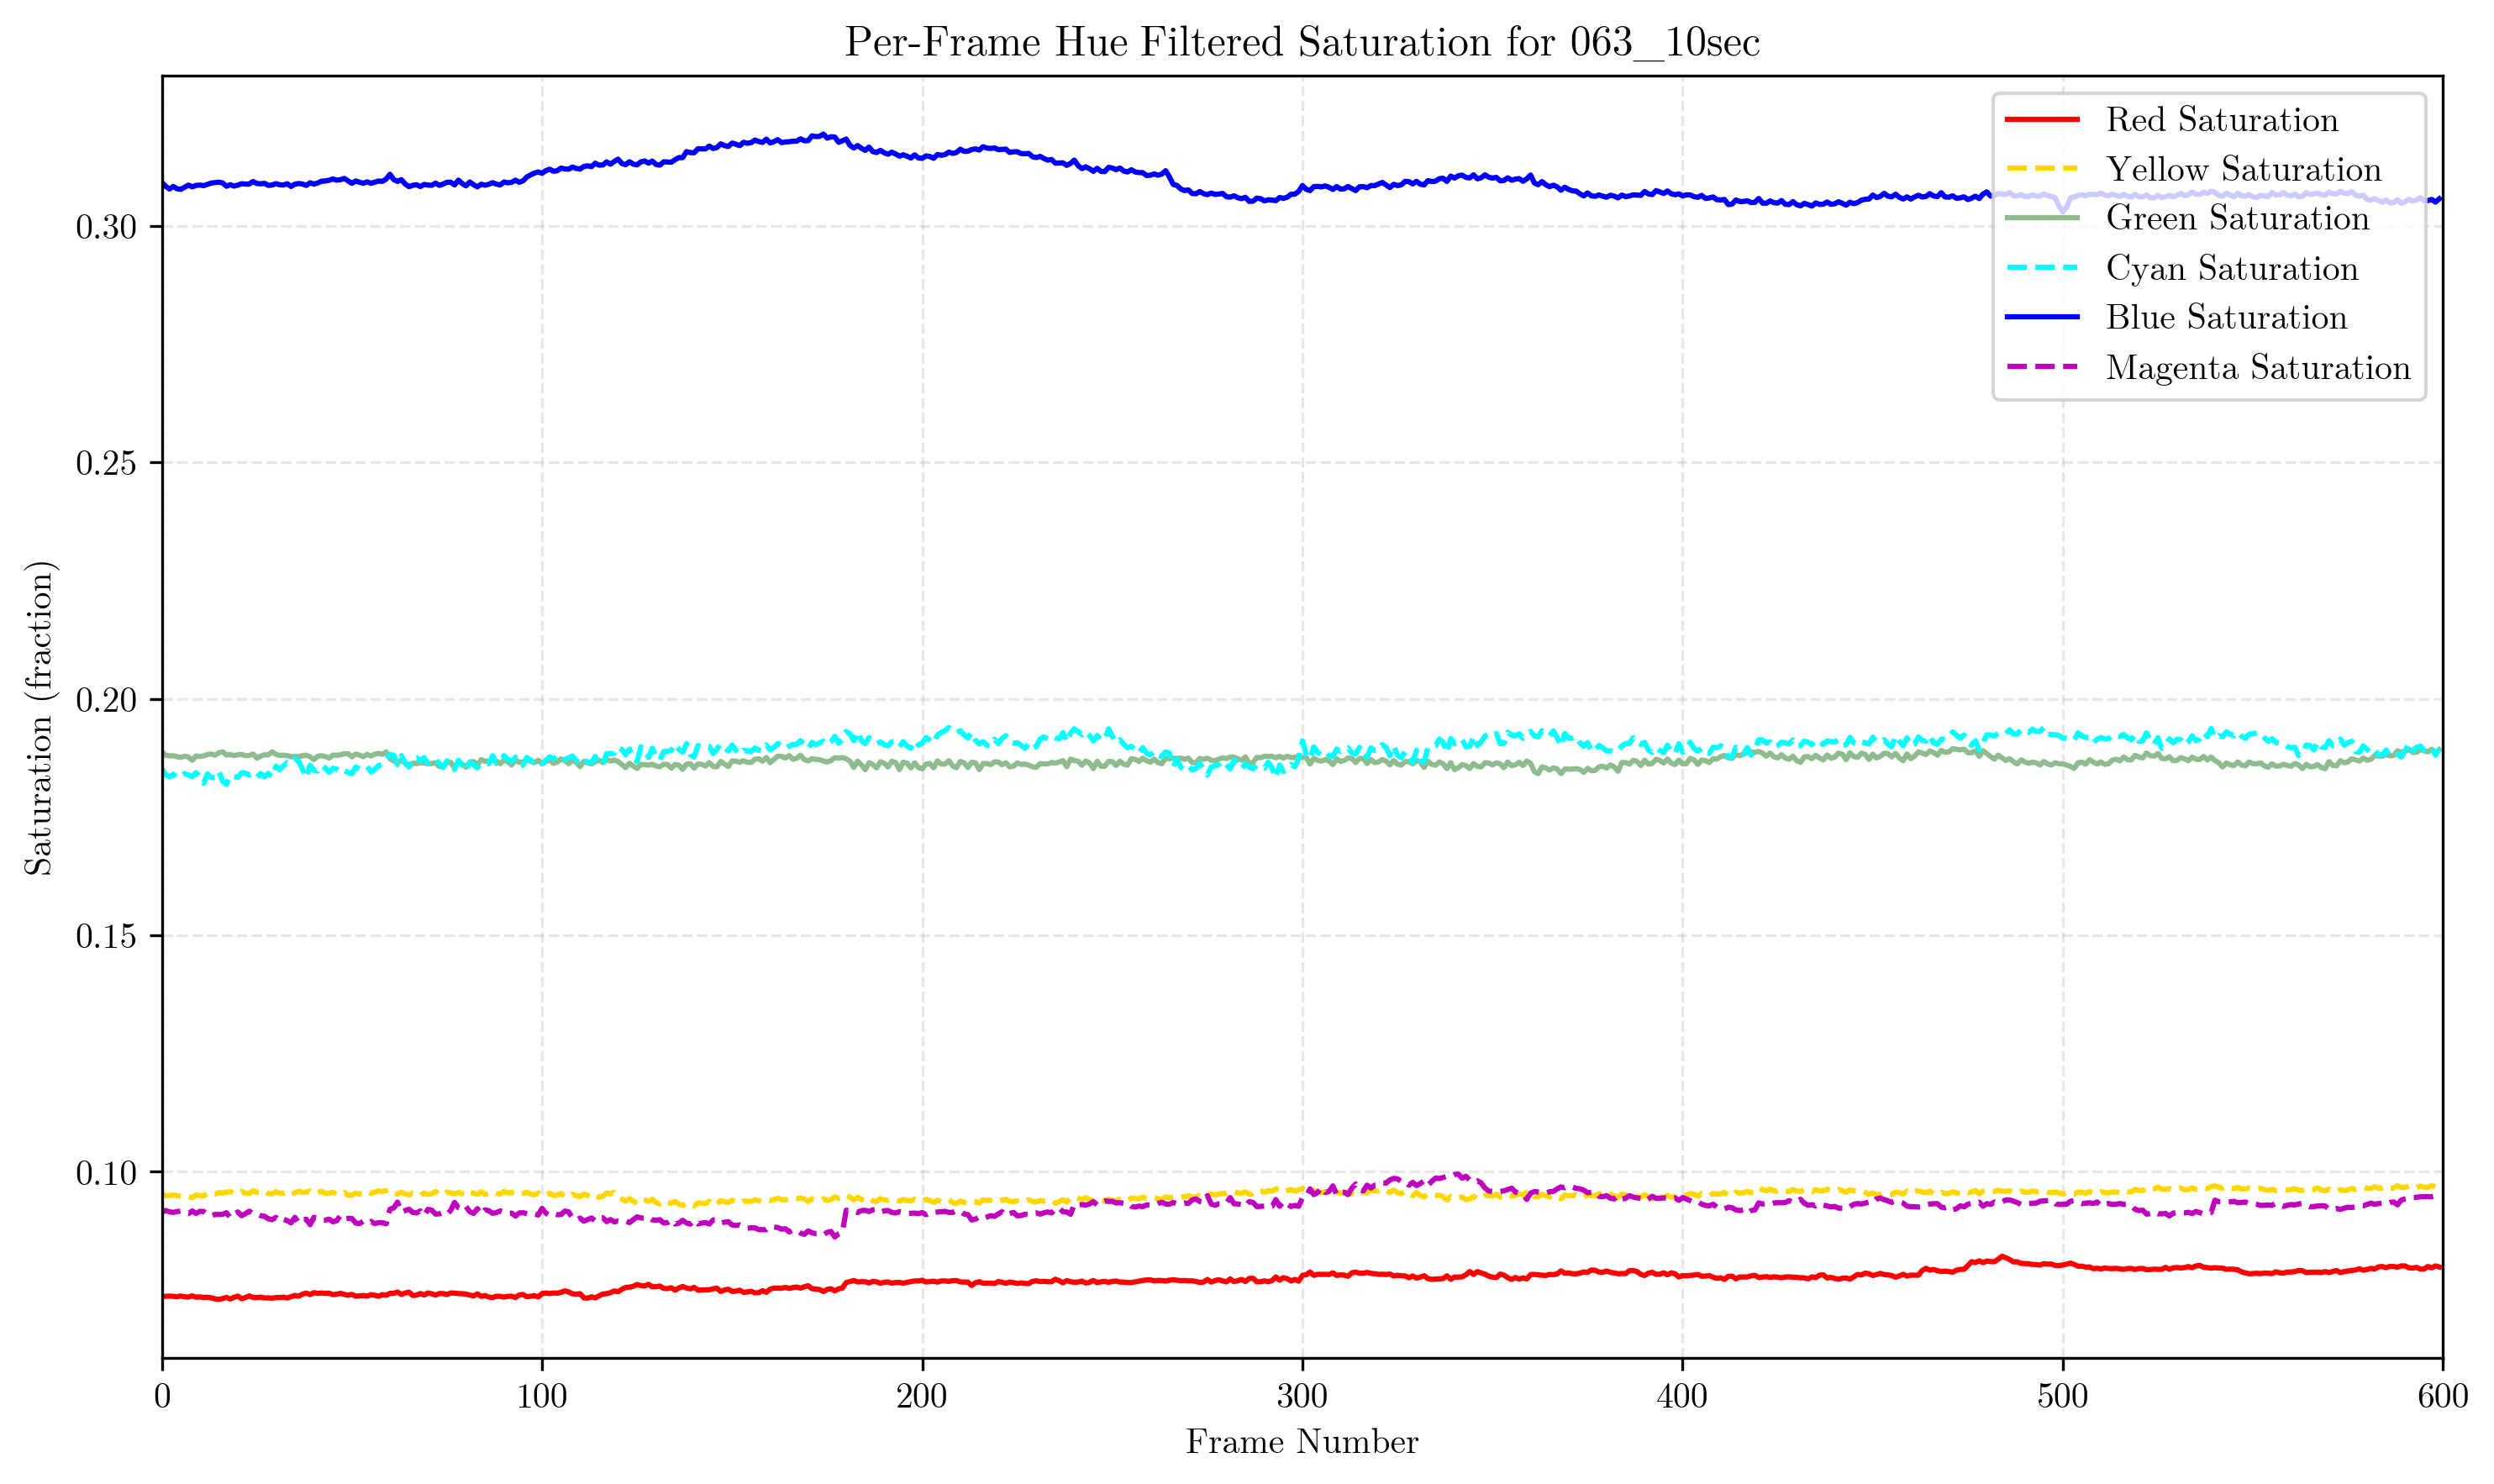 Per-Frame Hue Filtered Saturation for 063_10sec
Saturation (fraction)
0.30
0.25
0.20
0.15
0.10
Red Saturation
Yellow Saturation
Green Saturation
Cyan Saturation
Blue Saturation
Magenta Saturation
0 100 200 300 400 500 600
Frame Number